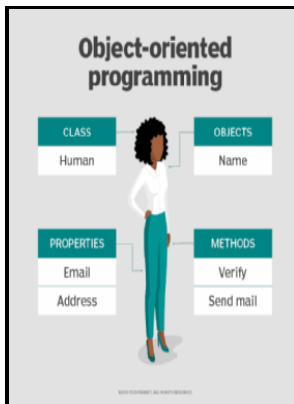 Object-oriented
programming
CLASS
Human
OBJECTS
Name
PROPERTIES
Email
Address
METHODS
Verify
Send mail